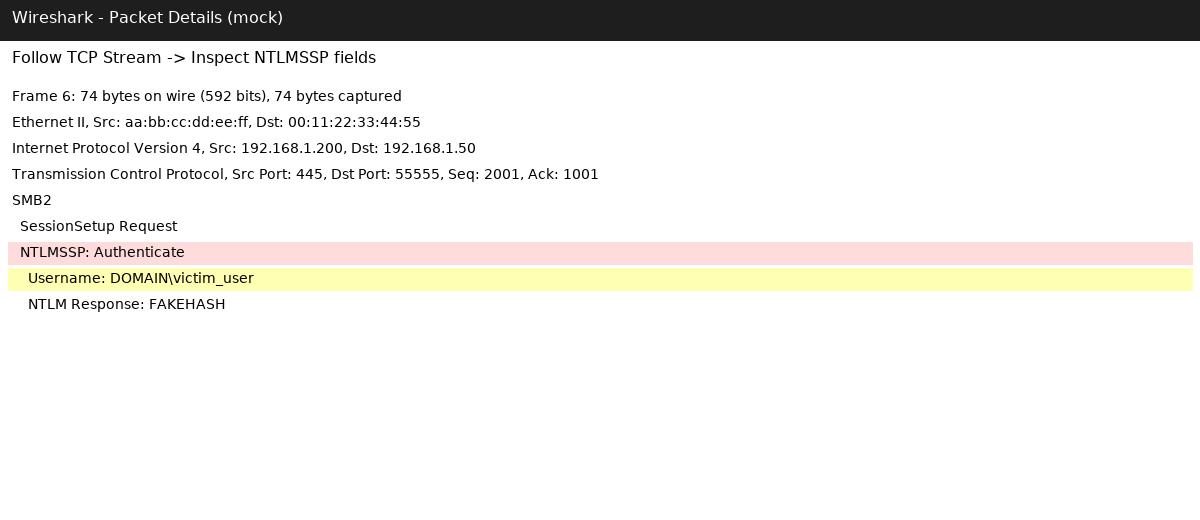 Wireshark - Packet Details (mock)
Follow TCP Stream -> Inspect NTLMSSP fields
Frame 6: 74 bytes on wire (592 bits), 74 bytes captured
Ethernet II, Src: aa:bb:cc:dd:ee:ff, Dst: 00:11:22:33:44:55
Internet Protocol Version 4, Src: 192.168.1.200, Dst: 192.168.1.50
Transmission Control Protocol, Src Port: 445, Dst Port: 55555, Seq: 2001, Ack: 1001
SMB2
SessionSetup Request
NTLMSSP: Authenticate
Username: DOMAIN\victim_user
NTLM Response: FAKEHASH